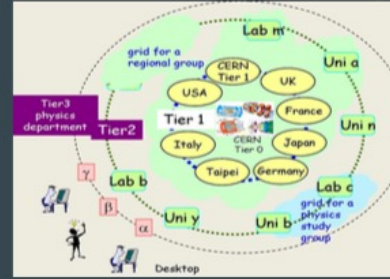 Lab m
grid for a
regional group
Uni a
CERN
Tier 1
UK
USA
France
Tier3
physics
department
Tier2
Tier 1
Uni n
CERN
Tier 0
Italy
Japan
Taipei
Germany
γ
Lab b
Lab c
β
α
Uni y
Uni b
grid for a
physics
study
group
Desktop